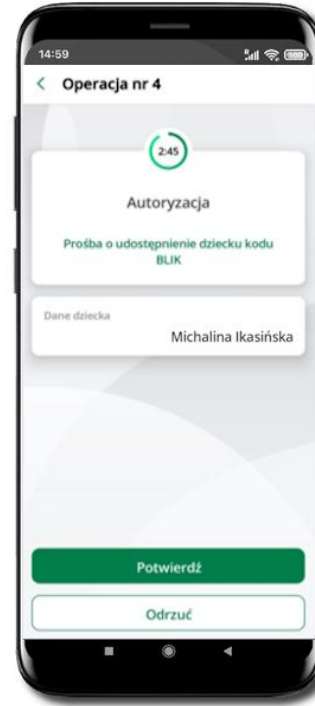 14:59
Operacja nr 4
2:45
Autoryzacja
Prośba o udostępnienie dziecku kodu
BLIK
Dane dziecka
Michalina Ikasińska
Potwierdź
Odrzuć